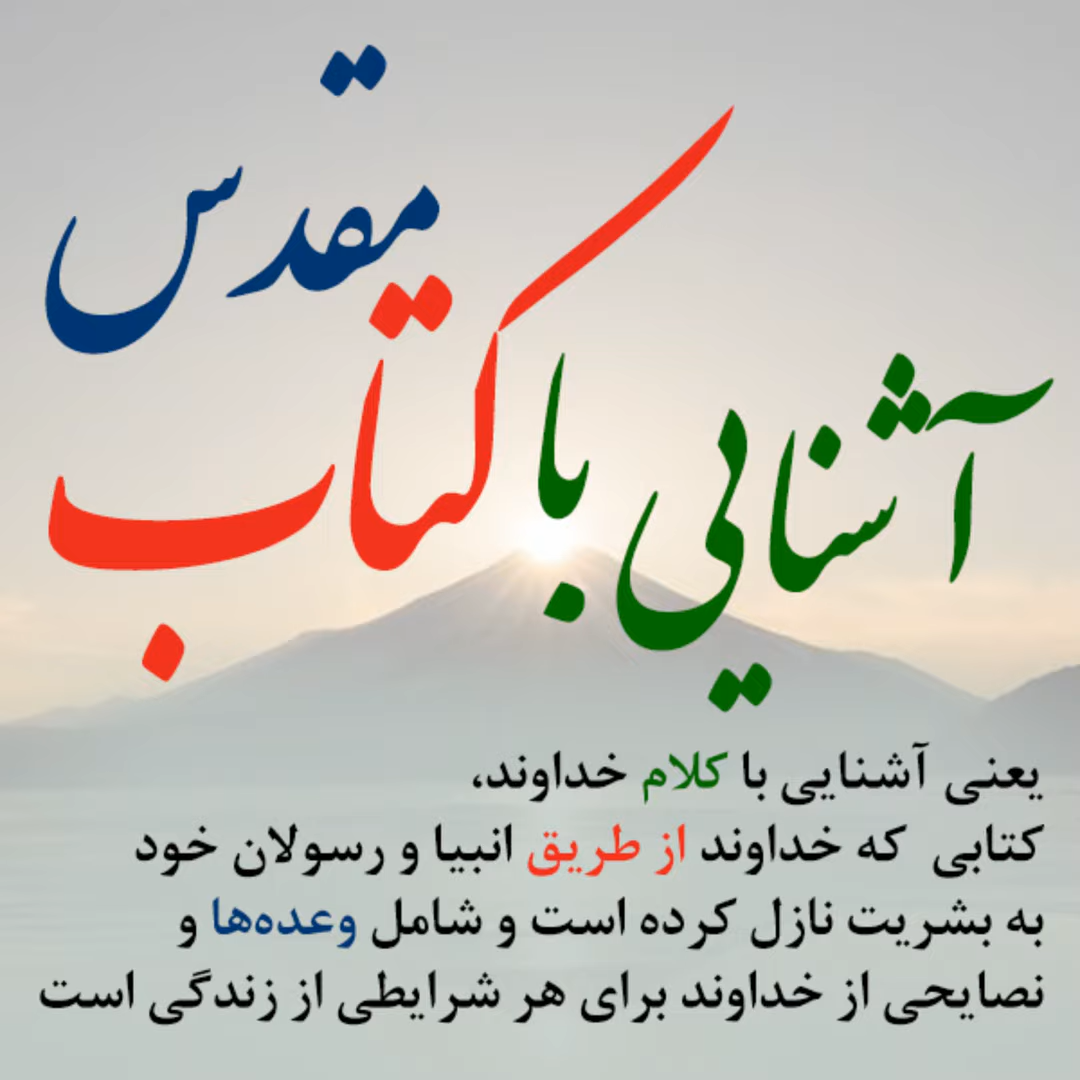 آشنایی با کتاب مقدس
یعنی آشنایی با کلام خداوند،
کتابی که خداوند از طریق انبیا و رسولان خود
به بشریت نازل کرده است و شامل وعده‌ها و
نصایحی از خداوند برای هر شرایطی از زندگی است